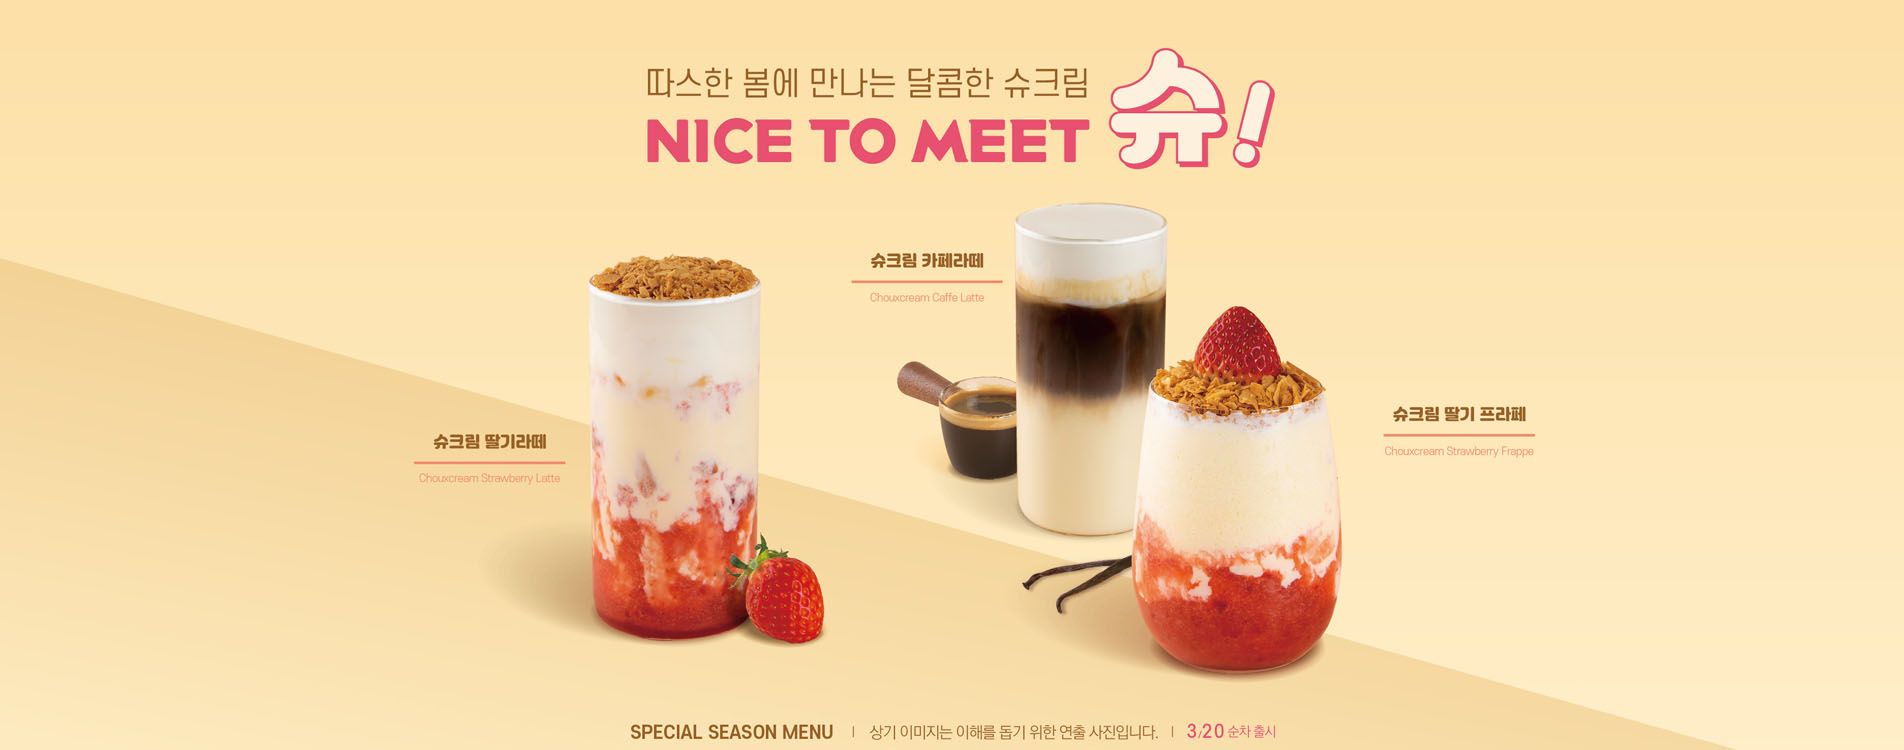 따스한 봄에 만나는 달콤한 슈크림
NICE TO MEET 슈!
슈크림 카페라떼
Chouxcream Caffe Latte
슈크림 딸기 프라페
Chouxcream Strawberry Frappe
슈크림 딸기라떼
Chouxcream Strawberry Latte
SPECIAL SEASON MENU | 상기 이미지는 이해를 돕기 위한 연출 사진입니다. | 3/20 순차 출시